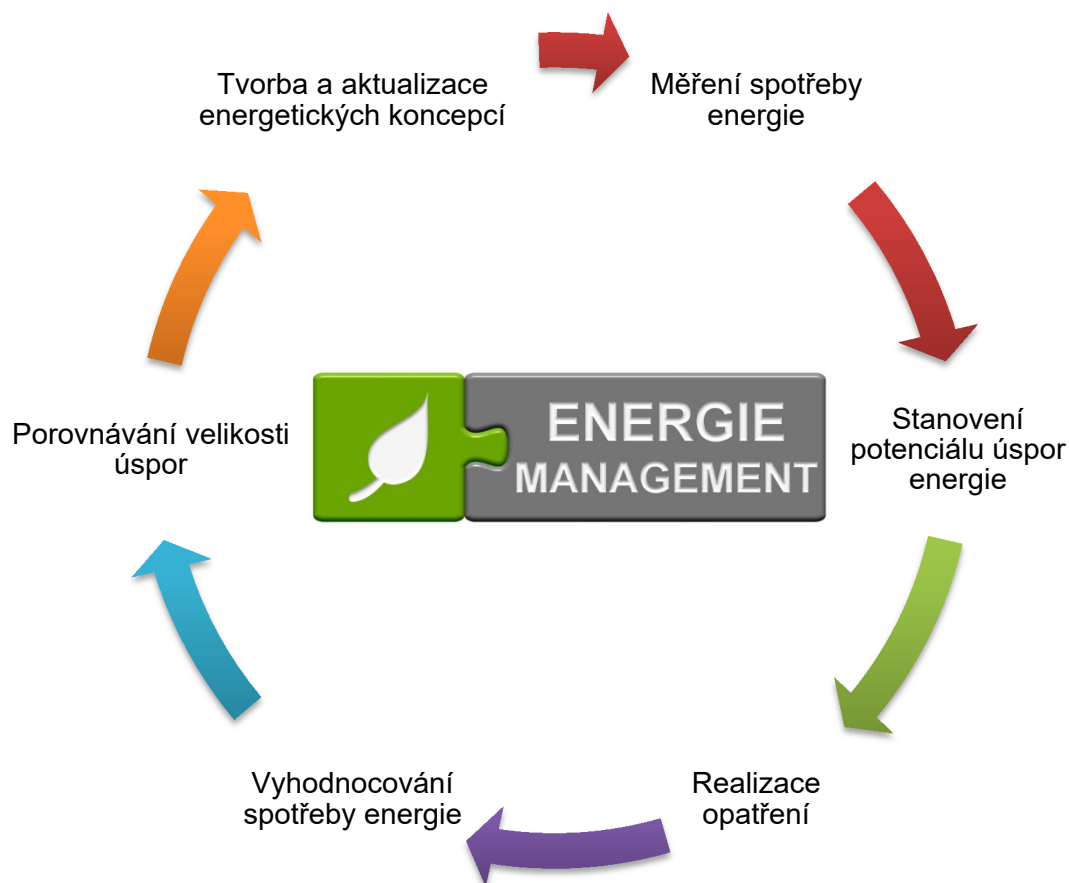 Tvorba a aktualizace
energetických koncepcí
Měření spotřeby
energie
Stanovení
potenciálu úspor
energie
Realizace
opatření
Vyhodnocování
spotřeby energie
Porovnávání velikosti
úspor
ENERGIE
MANAGEMENT